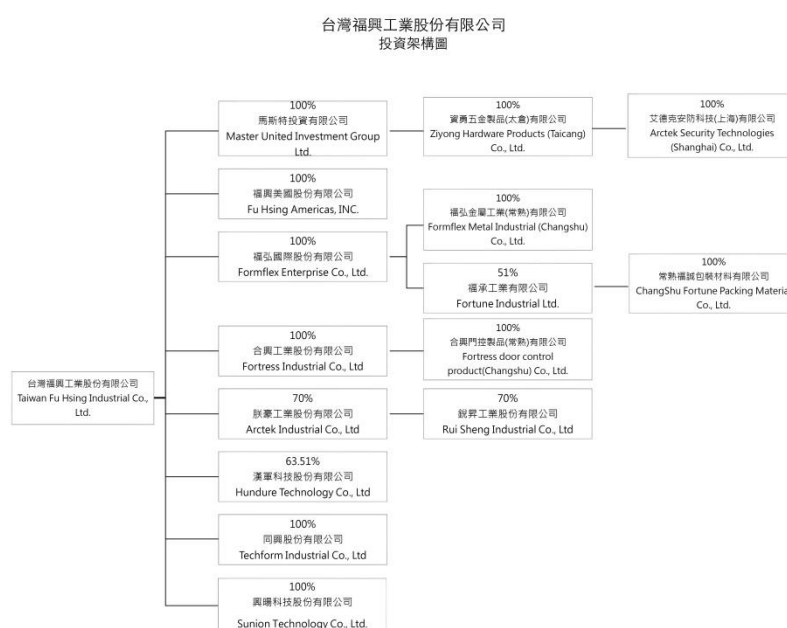 台灣福興工業股份有限公司
投資架構圖
台灣福興工業股份有限公司
Taiwan Fu Hsing Industrial Co.,
Ltd.
100%
馬斯特投資有限公司
Master United Investment Group
Ltd.
100%
資勇五金製品(太倉)有限公司
Ziyong Hardware Products (Taicang)
Co., Ltd.
100%
艾德克安防科技(上海)有限公司
Arctek Security Technologies
(Shanghai) Co., Ltd.
100%
福興美國股份有限公司
Fu Hsing Americas, INC.
100%
福弘國際股份有限公司
Formflex Enterprise Co., Ltd.
100%
福弘金屬工業(常熟)有限公司
Formflex Metal Industrial (Changshu)
Co., Ltd.
51%
福承工業有限公司
Fortune Industrial Ltd.
100%
常熟福誠包裝材料有限公司
ChangShu Fortune Packing Material
Co., Ltd.
100%
合興工業股份有限公司
Fortress Industrial Co., Ltd
100%
合興門控製品(常熟)有限公司
Fortress door control
product(Changshu) Co., Ltd.
70%
朕豪工業股份有限公司
Arctek Industrial Co., Ltd
70%
銳昇工業股份有限公司
Rui Sheng Industrial Co., Ltd
63.51%
漢軍科技股份有限公司
Hundure Technology Co., Ltd
100%
同興股份有限公司
Techform Industrial Co., Ltd
100%
興暘科技股份有限公司
Sunion Technology Co., Ltd.